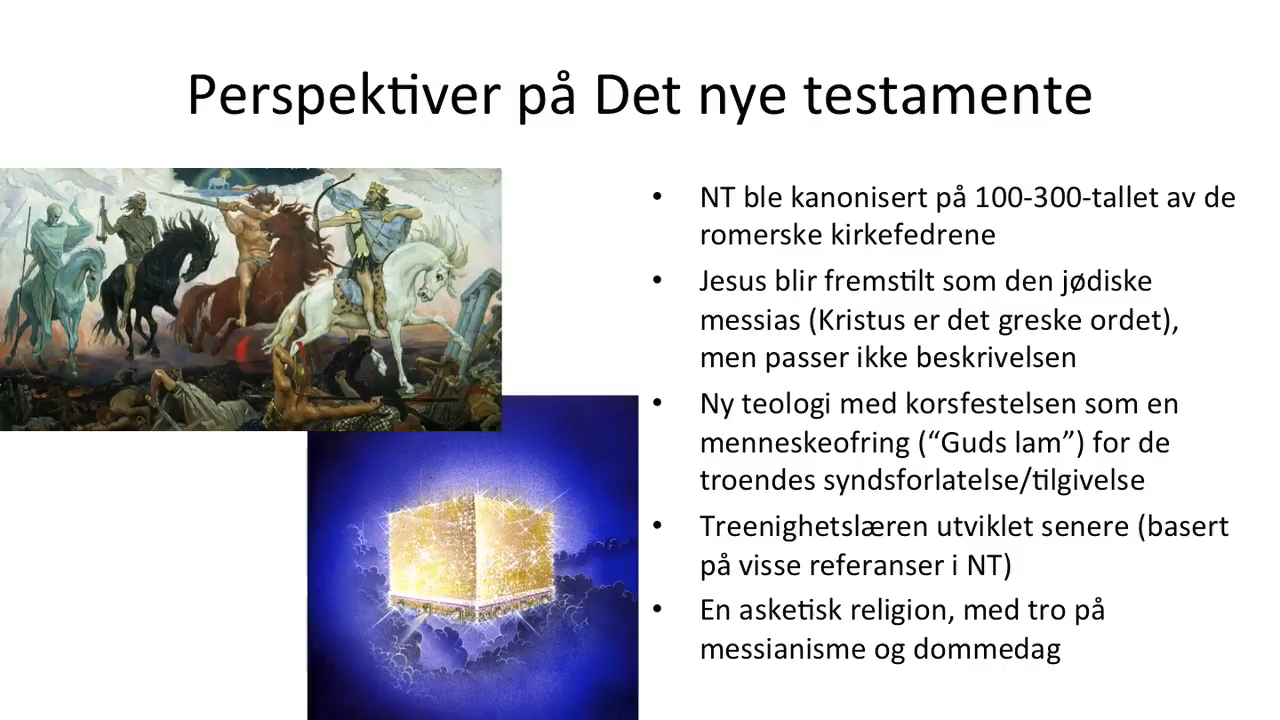 Perspektiver på Det nye testamente
• NT ble kanonisert på 100-300-tallet av de
romerske kirkefedrene
• Jesus blir fremstilt som den jødiske
messias (Kristus er det greske ordet),
men passer ikke beskrivelsen
• Ny teologi med korsfestelsen som en
menneskeofring (“Guds lam”) for de
troendes syndsforlatelse/tilgivelse
• Treenighetslæren utviklet senere (basert
på visse referanser i NT)
• En asketisk religion, med tro på
messianisme og dommedag